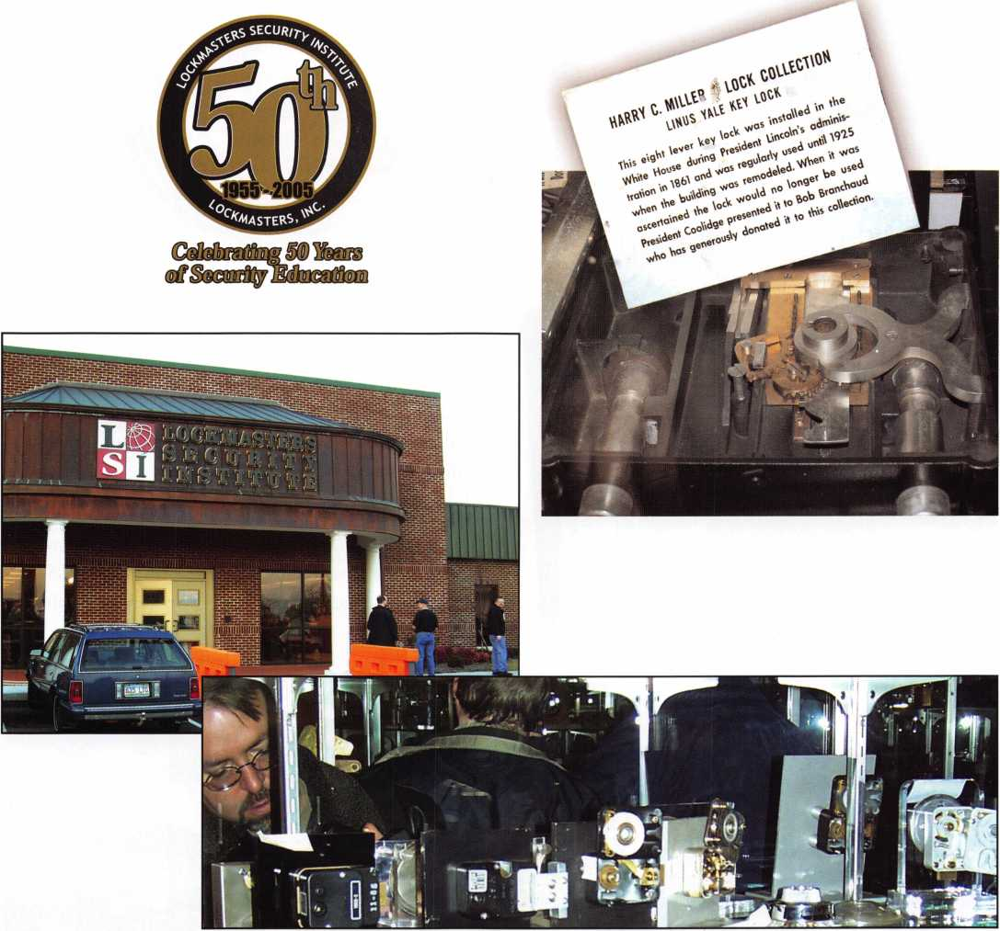 LOCKMASTERS SECURITY INSTITUTE
50th
1955-2005
LOCKMASTERS, INC.
Celebrating 50 Years
of Security Education
HARRY C. MILLER LOCK COLLECTION
LINUS YALE KEY LOCK
This eight lever key lock was installed in the
White House during President Lincoln's adminis-
tration in 1861 and was regularly used until 1925
when the building was remodeled. When it was
ascertained the lock would no longer be used
President Coolidge presented it to Bob Branchaud
who has generously donated it to this collection.
LSI
LOCKMASTERS
SECURITY
INSTITUTE
11-06